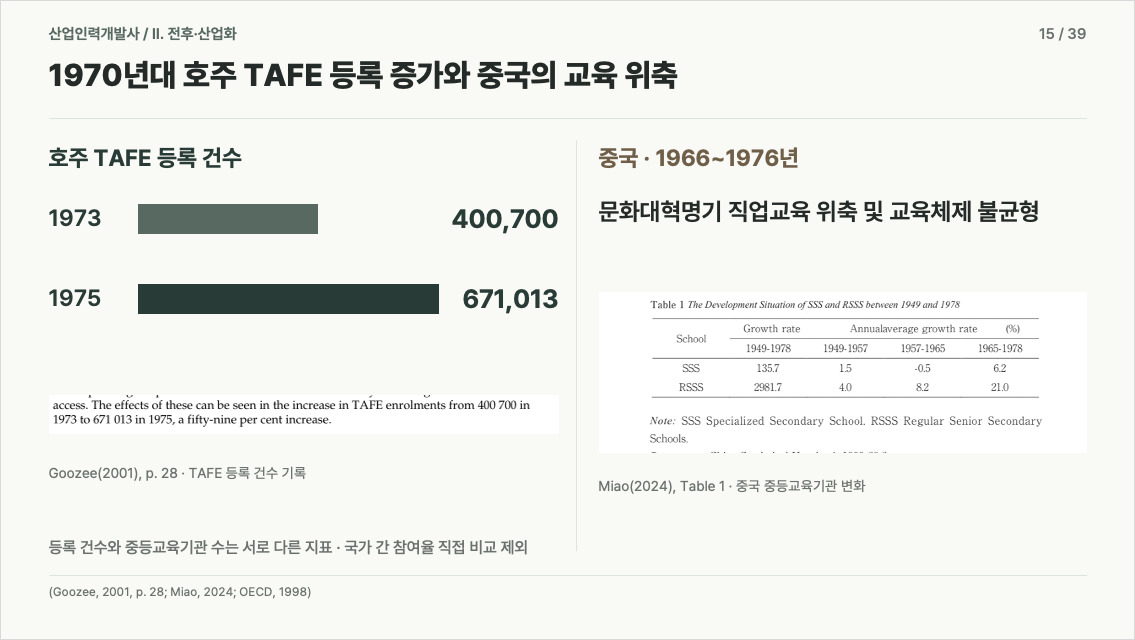 산업인력개발사 / II. 전후·산업화
15 / 39
1970년대 호주 TAFE 등록 증가와 중국의 교육 위축
호주 TAFE 등록 건수
1973
400,700
1975
671,013
access. The effects of these can be seen in the increase in TAFE enrolments from 400 700 in
1973 to 671 013 in 1975, a fifty-nine per cent increase.
Goozee(2001), p. 28 · TAFE 등록 건수 기록
중국 · 1966~1976년
문화대혁명기 직업교육 위축 및 교육체제 불균형
Table 1 The Development Situation of SSS and RSSS between 1949 and 1978
School Growth rate Annualaverage growth rate (%)
1949-1978 1949-1957 1957-1965 1965-1978
SSS 135.7 1.5 -0.5 6.2
RSSS 2981.7 4.0 8.2 21.0
Note: SSS Specialized Secondary School. RSSS Regular Senior Secondary
Schools.
Miao(2024), Table 1 · 중국 중등교육기관 변화
등록 건수와 중등교육기관 수는 서로 다른 지표 · 국가 간 참여율 직접 비교 제외
(Goozee, 2001, p. 28; Miao, 2024; OECD, 1998)